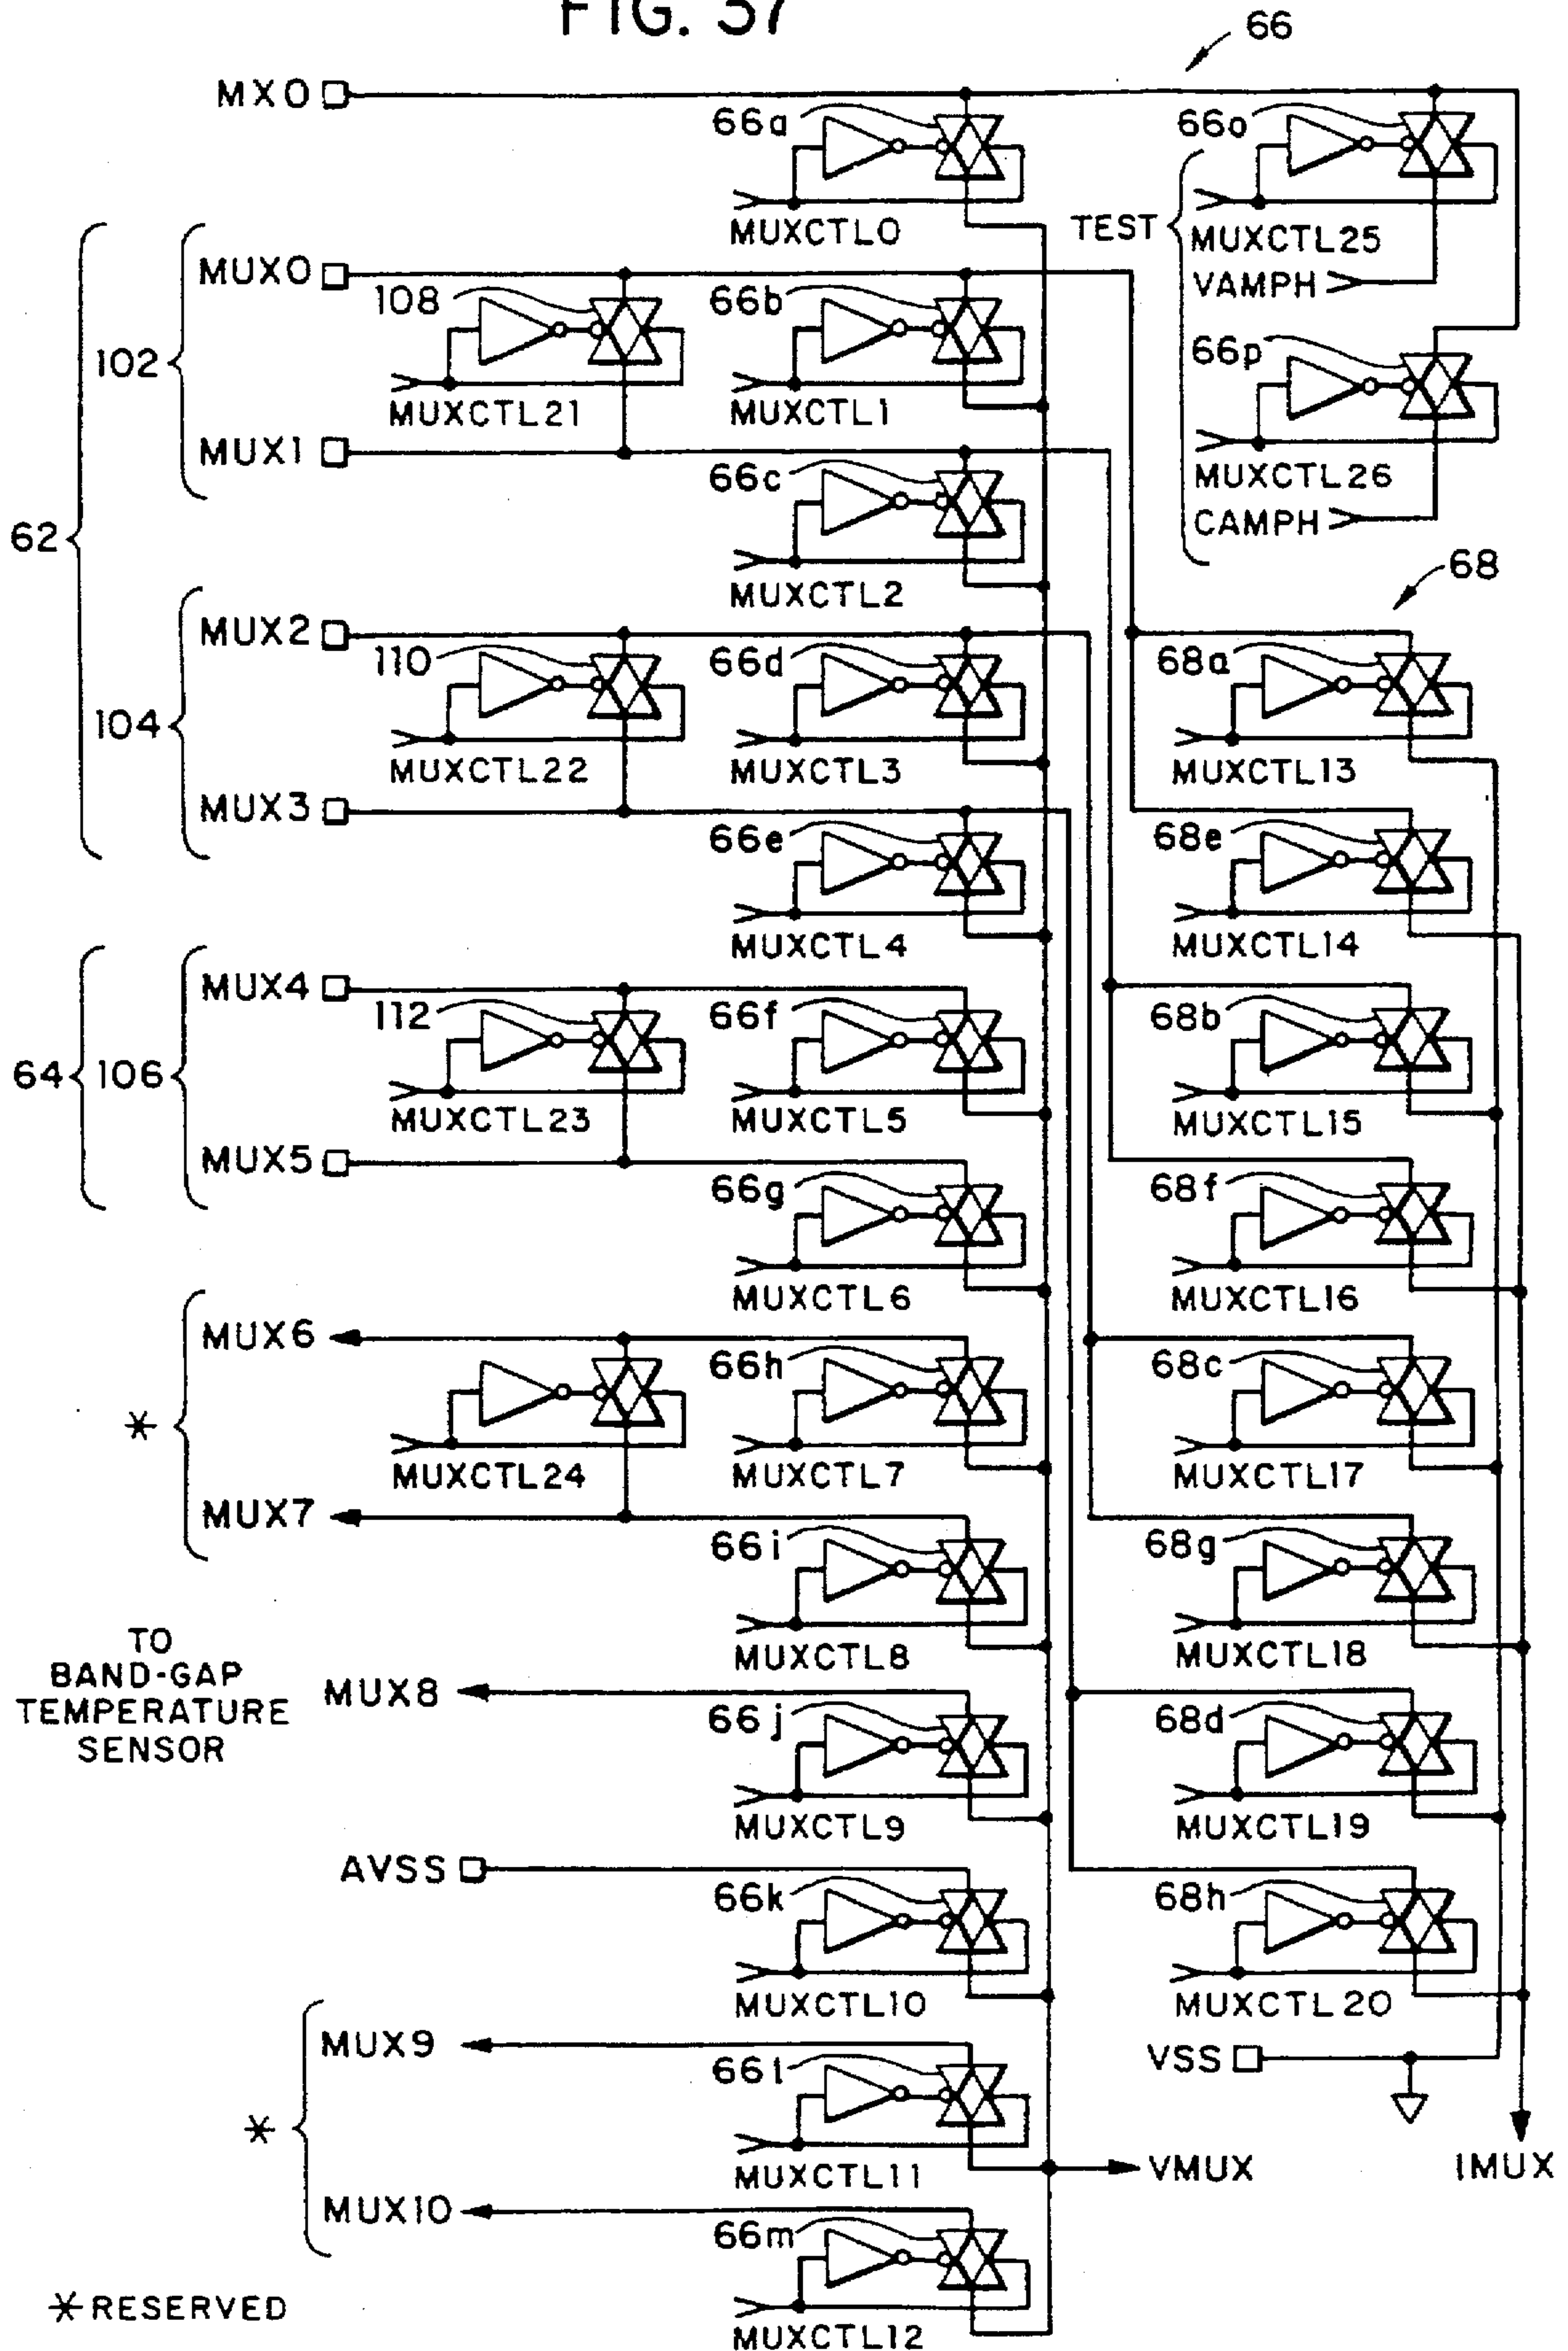 FIG. 37
66
MX0
66a
66o
MUXCTL0
TEST
MUXCTL25
VAMPH
MUX0
108
66b
66p
102
MUXCTL21
MUXCTL1
MUX1
66c
MUXCTL26
CAMPH
62
MUXCTL2
68
MUX2
110
66d
68a
104
MUXCTL22
MUXCTL3
MUXCTL13
MUX3
66e
68e
MUXCTL4
MUXCTL14
MUX4
112
66f
68b
64
106
MUXCTL23
MUXCTL5
MUXCTL15
MUX5
66g
68f
MUXCTL6
MUXCTL16
MUX6
66h
68c
*
MUXCTL24
MUXCTL7
MUXCTL17
MUX7
66i
68g
TO
BAND-GAP
TEMPERATURE
SENSOR
MUXCTL8
MUXCTL18
MUX8
66j
68d
MUXCTL9
MUXCTL19
AVSS
66k
68h
MUXCTL10
MUXCTL20
MUX9
66l
VSS
*
MUXCTL11
VMUX
IMUX
MUX10
66m
*RESERVED
MUXCTL12